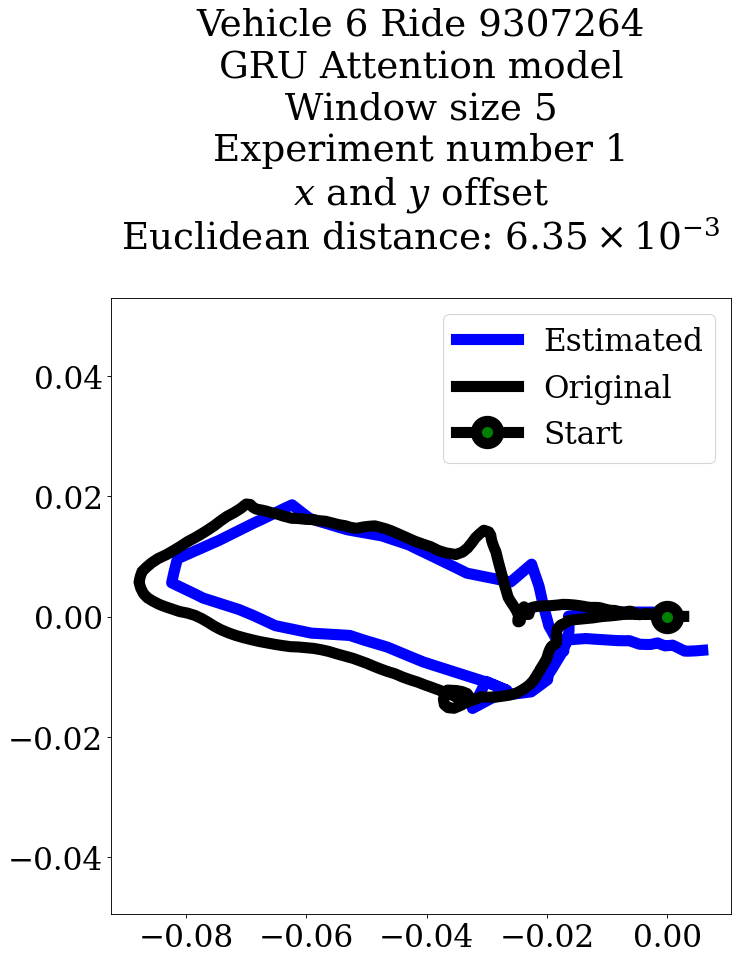 Vehicle 6 Ride 9307264
GRU Attention model
Window size 5
Experiment number 1
x and y offset
Euclidean distance: 6.35 × 10⁻³
Estimated
Original
Start
0.04
0.02
0.00
−0.02
−0.04
−0.08 −0.06 −0.04 −0.02 0.00